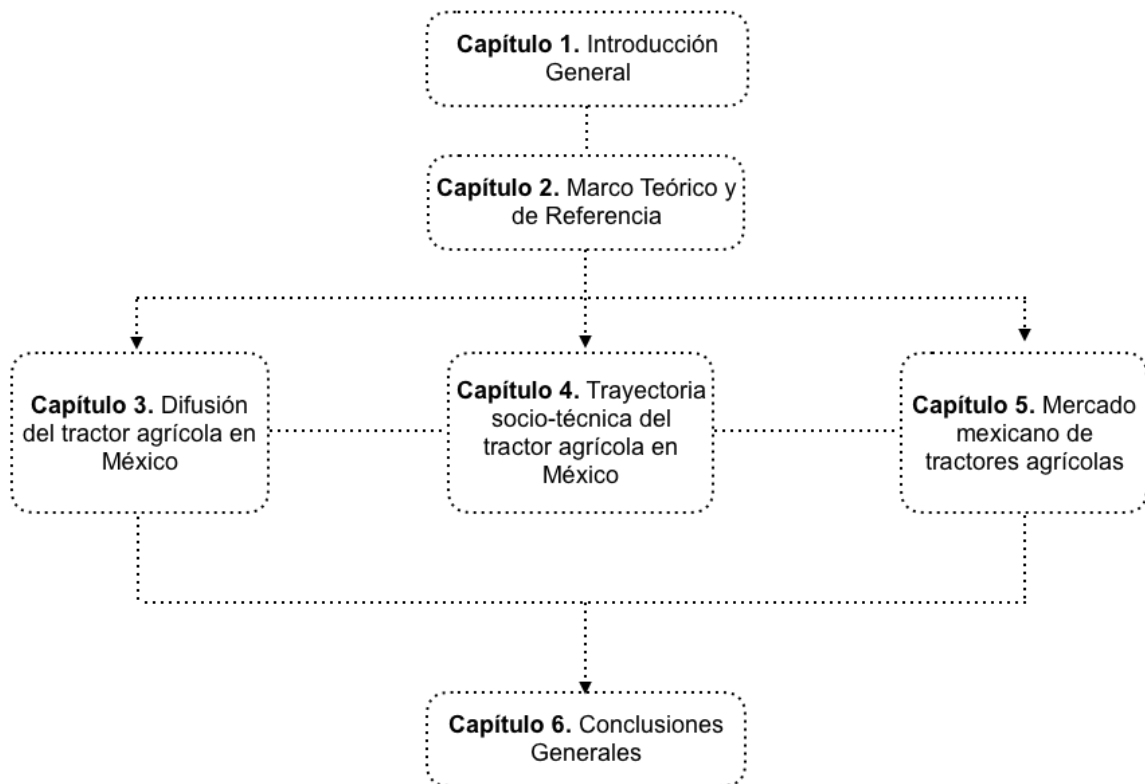 Capítulo 1. Introducción
General
Capítulo 2. Marco Teórico y
de Referencia
Capítulo 3. Difusión
del tractor agrícola en
México
Capítulo 4. Trayectoria
socio-técnica del
tractor agrícola en
México
Capítulo 5. Mercado
mexicano de
tractores agrícolas
Capítulo 6. Conclusiones
Generales